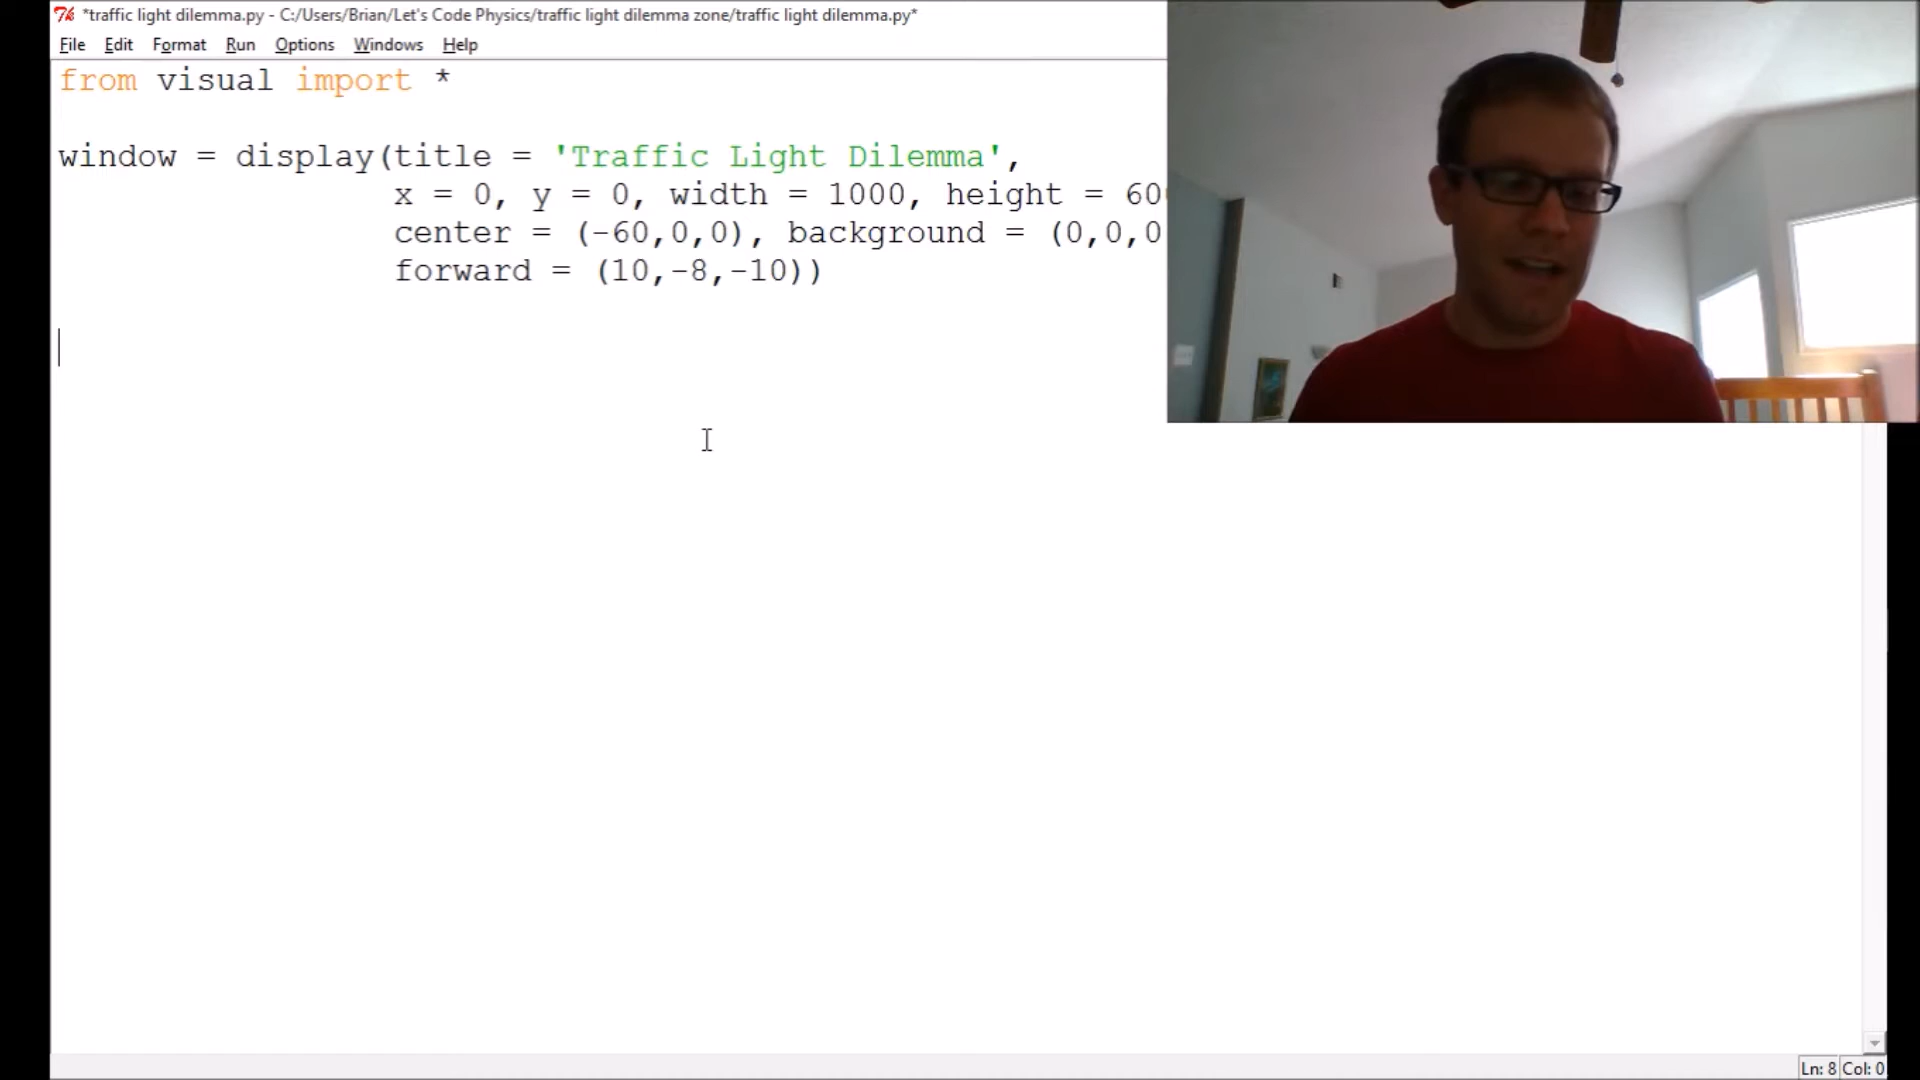 *traffic light dilemma.py - C:/Users/Brian/Let's Code Physics/traffic light dilemma zone/traffic light dilemma.py*
File Edit Format Run Options Windows Help
from visual import *
window = display(title = 'Traffic Light Dilemma',
x = 0, y = 0, width = 1000, height = 60
center = (-60,0,0), background = (0,0,0
forward = (10,-8,-10))
Ln: 8 Col: 0